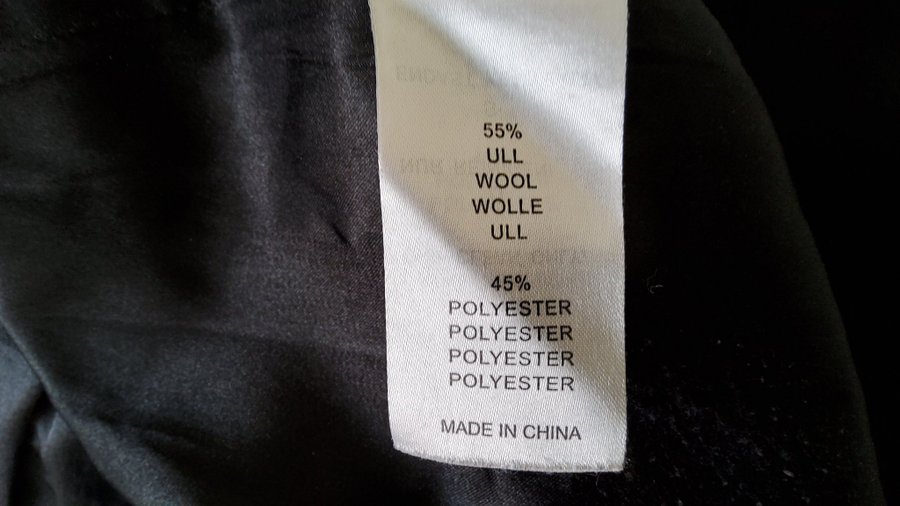 55%
ULL
WOOL
WOLLE
ULL
45%
POLYESTER
POLYESTER
POLYESTER
POLYESTER
MADE IN CHINA